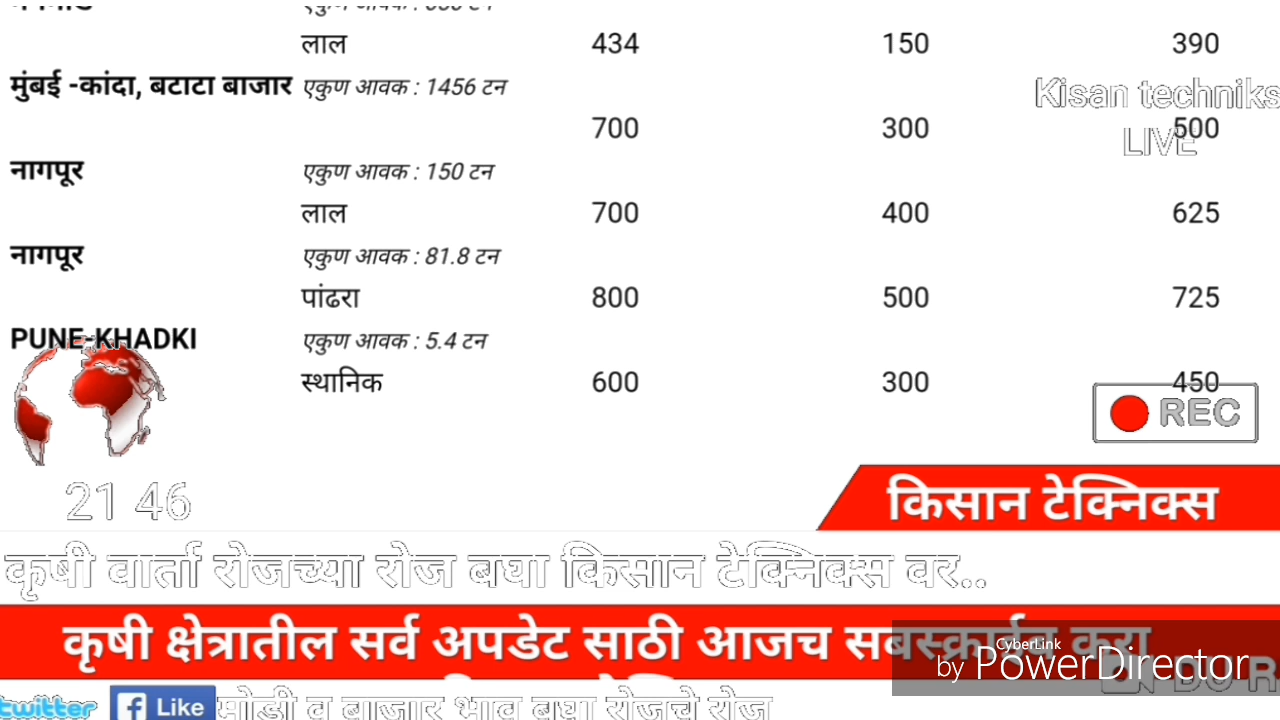 लाल 434 150 390
मुंबई -कांदा, बटाटा बाजार एकुण आवक : 1456 टन
Kisan techniks
700 300 500
LIVE
नागपूर एकुण आवक : 150 टन
लाल 700 400 625
नागपूर एकुण आवक : 81.8 टन
पांढरा 800 500 725
PUNE-KHADKI एकुण आवक : 5.4 टन
स्थानिक 600 300 450
REC
21 46
किसान टेक्निक्स
कृषी वार्ता रोजच्या रोज बघा किसान टेक्निक्स वर..
कृषी क्षेत्रातील सर्व अपडेट साठी आजच सबस्क्राईब करा
CyberLink
by PowerDirector
twitter f Like मोडी व बाजार भाव बघा रोजचे रोज